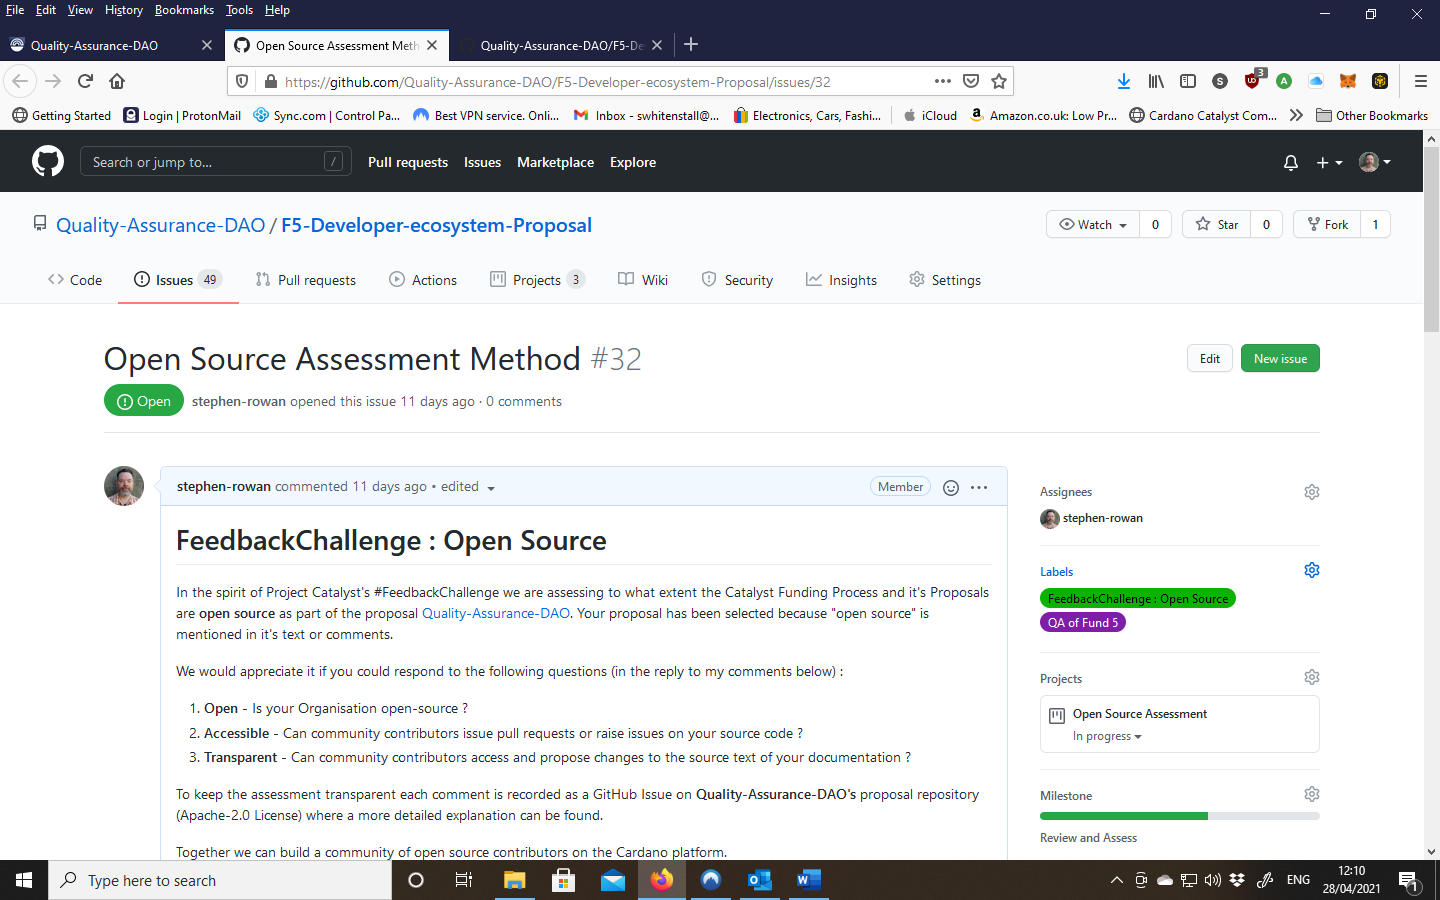 File Edit View History Bookmarks Tools Help
Quality-Assurance-DAO
Open Source Assessment Meth
Quality-Assurance-DAO/F5-De
https://github.com/Quality-Assurance-DAO/F5-Developer-ecosystem-Proposal/issues/32
S
3
A
Getting Started Login | ProtonMail Sync.com | Control Pa... Best VPN service. Onli... Inbox - swhitenstall@... Electronics, Cars, Fashi... iCloud Amazon.co.uk: Low Pr... Cardano Catalyst Com... Other Bookmarks
Search or jump to... / Pull requests Issues Marketplace Explore
Quality-Assurance-DAO / F5-Developer-ecosystem-Proposal
Watch 0 Star 0 Fork 1
Code Issues 49 Pull requests Actions Projects 3 Wiki Security Insights Settings
Open Source Assessment Method #32
Edit New issue
Open stephen-rowan opened this issue 11 days ago · 0 comments
stephen-rowan commented 11 days ago • edited Member
FeedbackChallenge : Open Source
In the spirit of Project Catalyst's #FeedbackChallenge we are assessing to what extent the Catalyst Funding Process and it's Proposals
are open source as part of the proposal Quality-Assurance-DAO. Your proposal has been selected because "open source" is
mentioned in it's text or comments.
We would appreciate it if you could respond to the following questions (in the reply to my comments below) :
1. Open - Is your Organisation open-source ?
2. Accessible - Can community contributors issue pull requests or raise issues on your source code ?
3. Transparent - Can community contributors access and propose changes to the source text of your documentation ?
To keep the assessment transparent each comment is recorded as a GitHub Issue on Quality-Assurance-DAO's proposal repository
(Apache-2.0 License) where a more detailed explanation can be found.
Together we can build a community of open source contributors on the Cardano platform.
Assignees
stephen-rowan
Labels
FeedbackChallenge : Open Source
QA of Fund 5
Projects
Open Source Assessment
In progress
Milestone
Review and Assess
Type here to search
ENG
12:10
28/04/2021
1